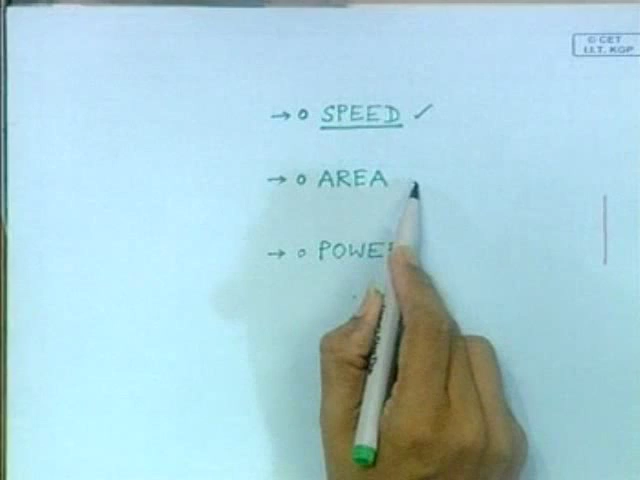 © CET
I.I.T. KGP
→ o SPEED ✓
→ o AREA
→ o POWE